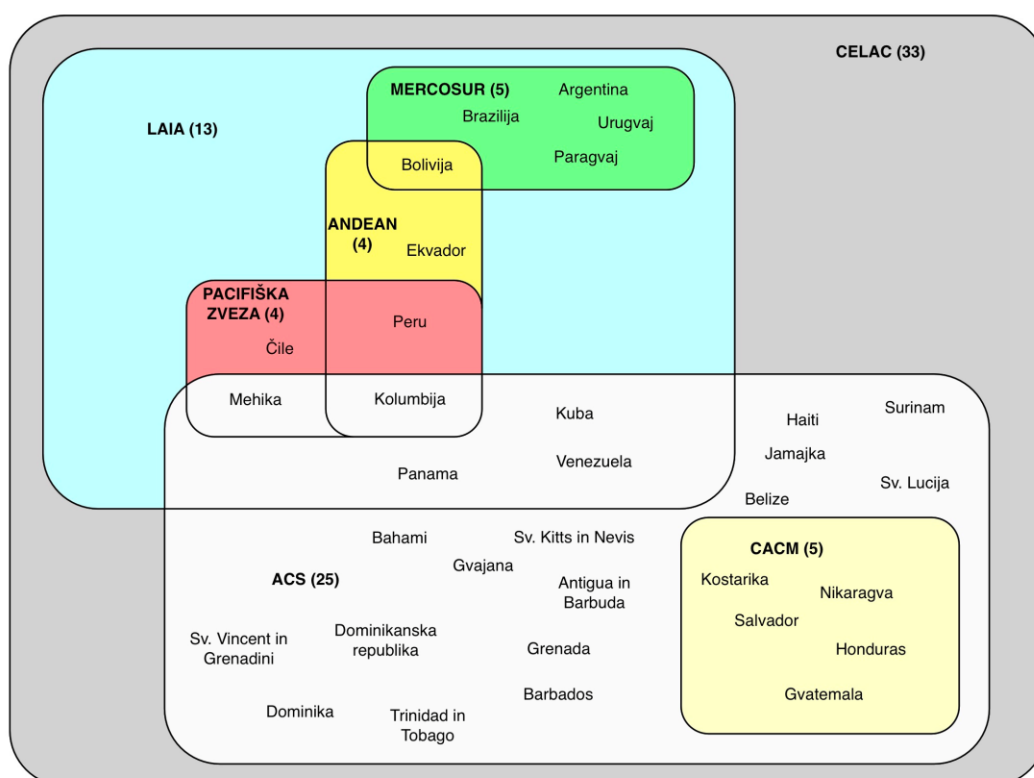 CELAC (33)
LAIA (13)
MERCOSUR (5)
Argentina
Brazilija
Urugvaj
Paragvaj
Bolivija
ANDEAN
(4)
Ekvador
PACIFIŠKA
ZVEZA (4)
Peru
Čile
Mehika
Kolumbija
Kuba
Venezuela
Panama
Haiti
Surinam
Jamajka
Sv. Lucija
Belize
ACS (25)
Bahami
Sv. Kitts in Nevis
Gvajana
Antigua in
Barbuda
Sv. Vincent in
Grenadini
Dominikanska
republika
Grenada
Barbados
Dominika
Trinidad in
Tobago
CACM (5)
Kostarika
Nikaragva
Salvador
Honduras
Gvatemala